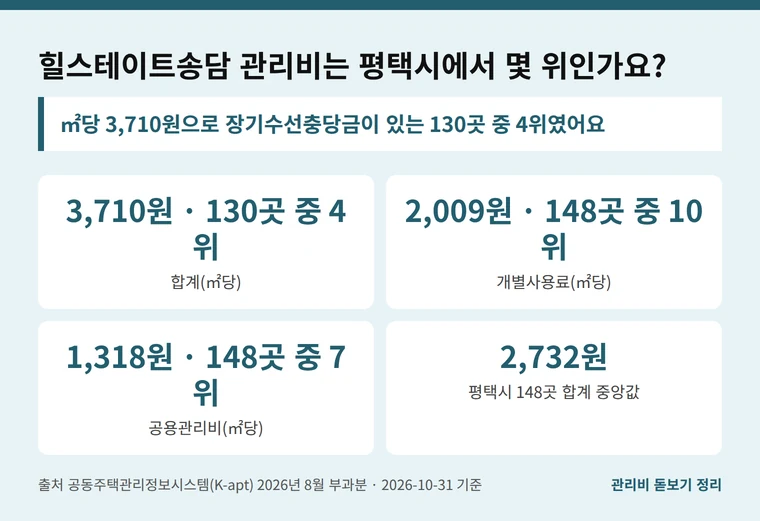 힐스테이트송담 관리비는 평택시에서 몇 위인가요?
㎡당 3,710원으로 장기수선충당금이 있는 130곳 중 4위였어요
3,710원 · 130곳 중 4
위
합계(㎡당)
2,009원 · 148곳 중 10
위
개별사용료(㎡당)
1,318원 · 148곳 중 7
위
공용관리비(㎡당)
2,732원
평택시 148곳 합계 중앙값
출처 공동주택관리정보시스템(K-apt) 2026년 8월 부과분 · 2026-10-31 기준
관리비 돋보기 정리